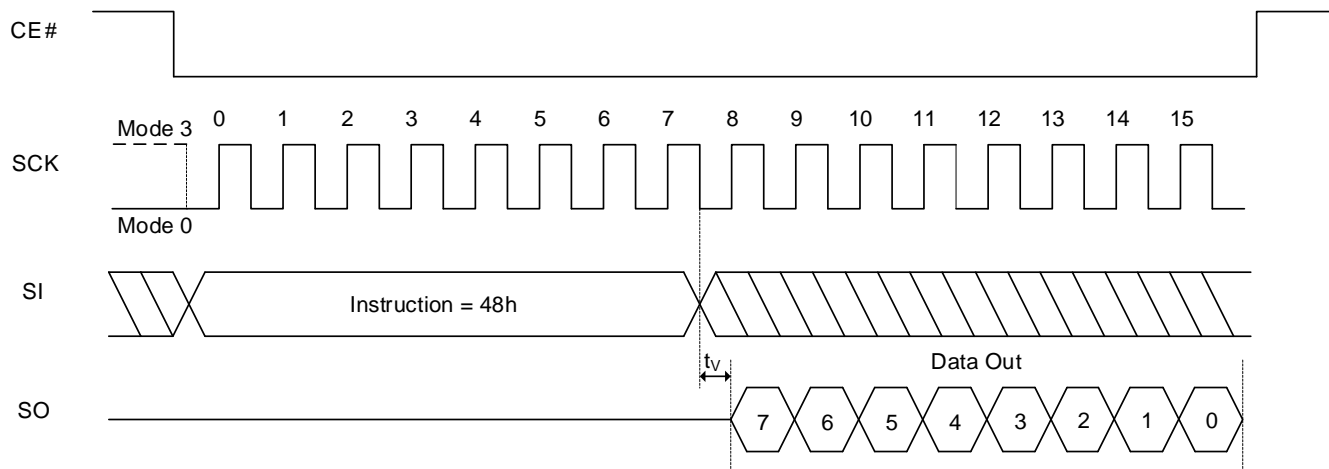 CE#
Mode 3
0 1 2 3 4 5 6 7 8 9 10 11 12 13 14 15
SCK
Mode 0
SI
Instruction = 48h
tV
Data Out
SO
7 6 5 4 3 2 1 0